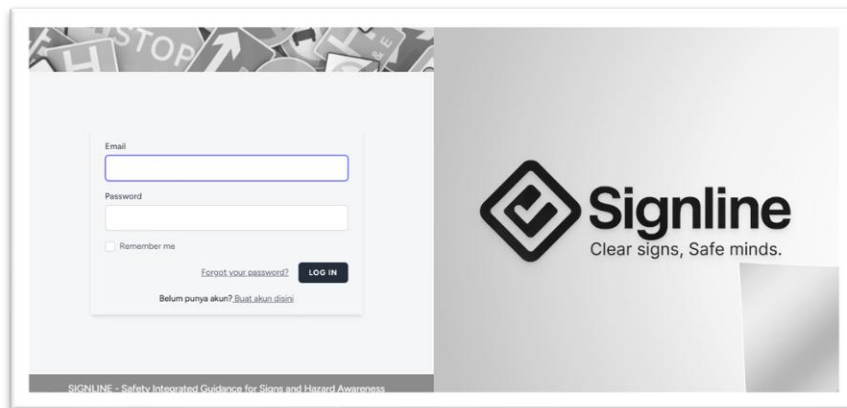 STOP
Email
Password
Remember me
Forgot your password? LOG IN
Belum punya akun? Buat akun disini
SIGNLINE - Safety Integrated Guidance for Signs and Hazard Awareness
Signline
Clear signs, Safe minds.